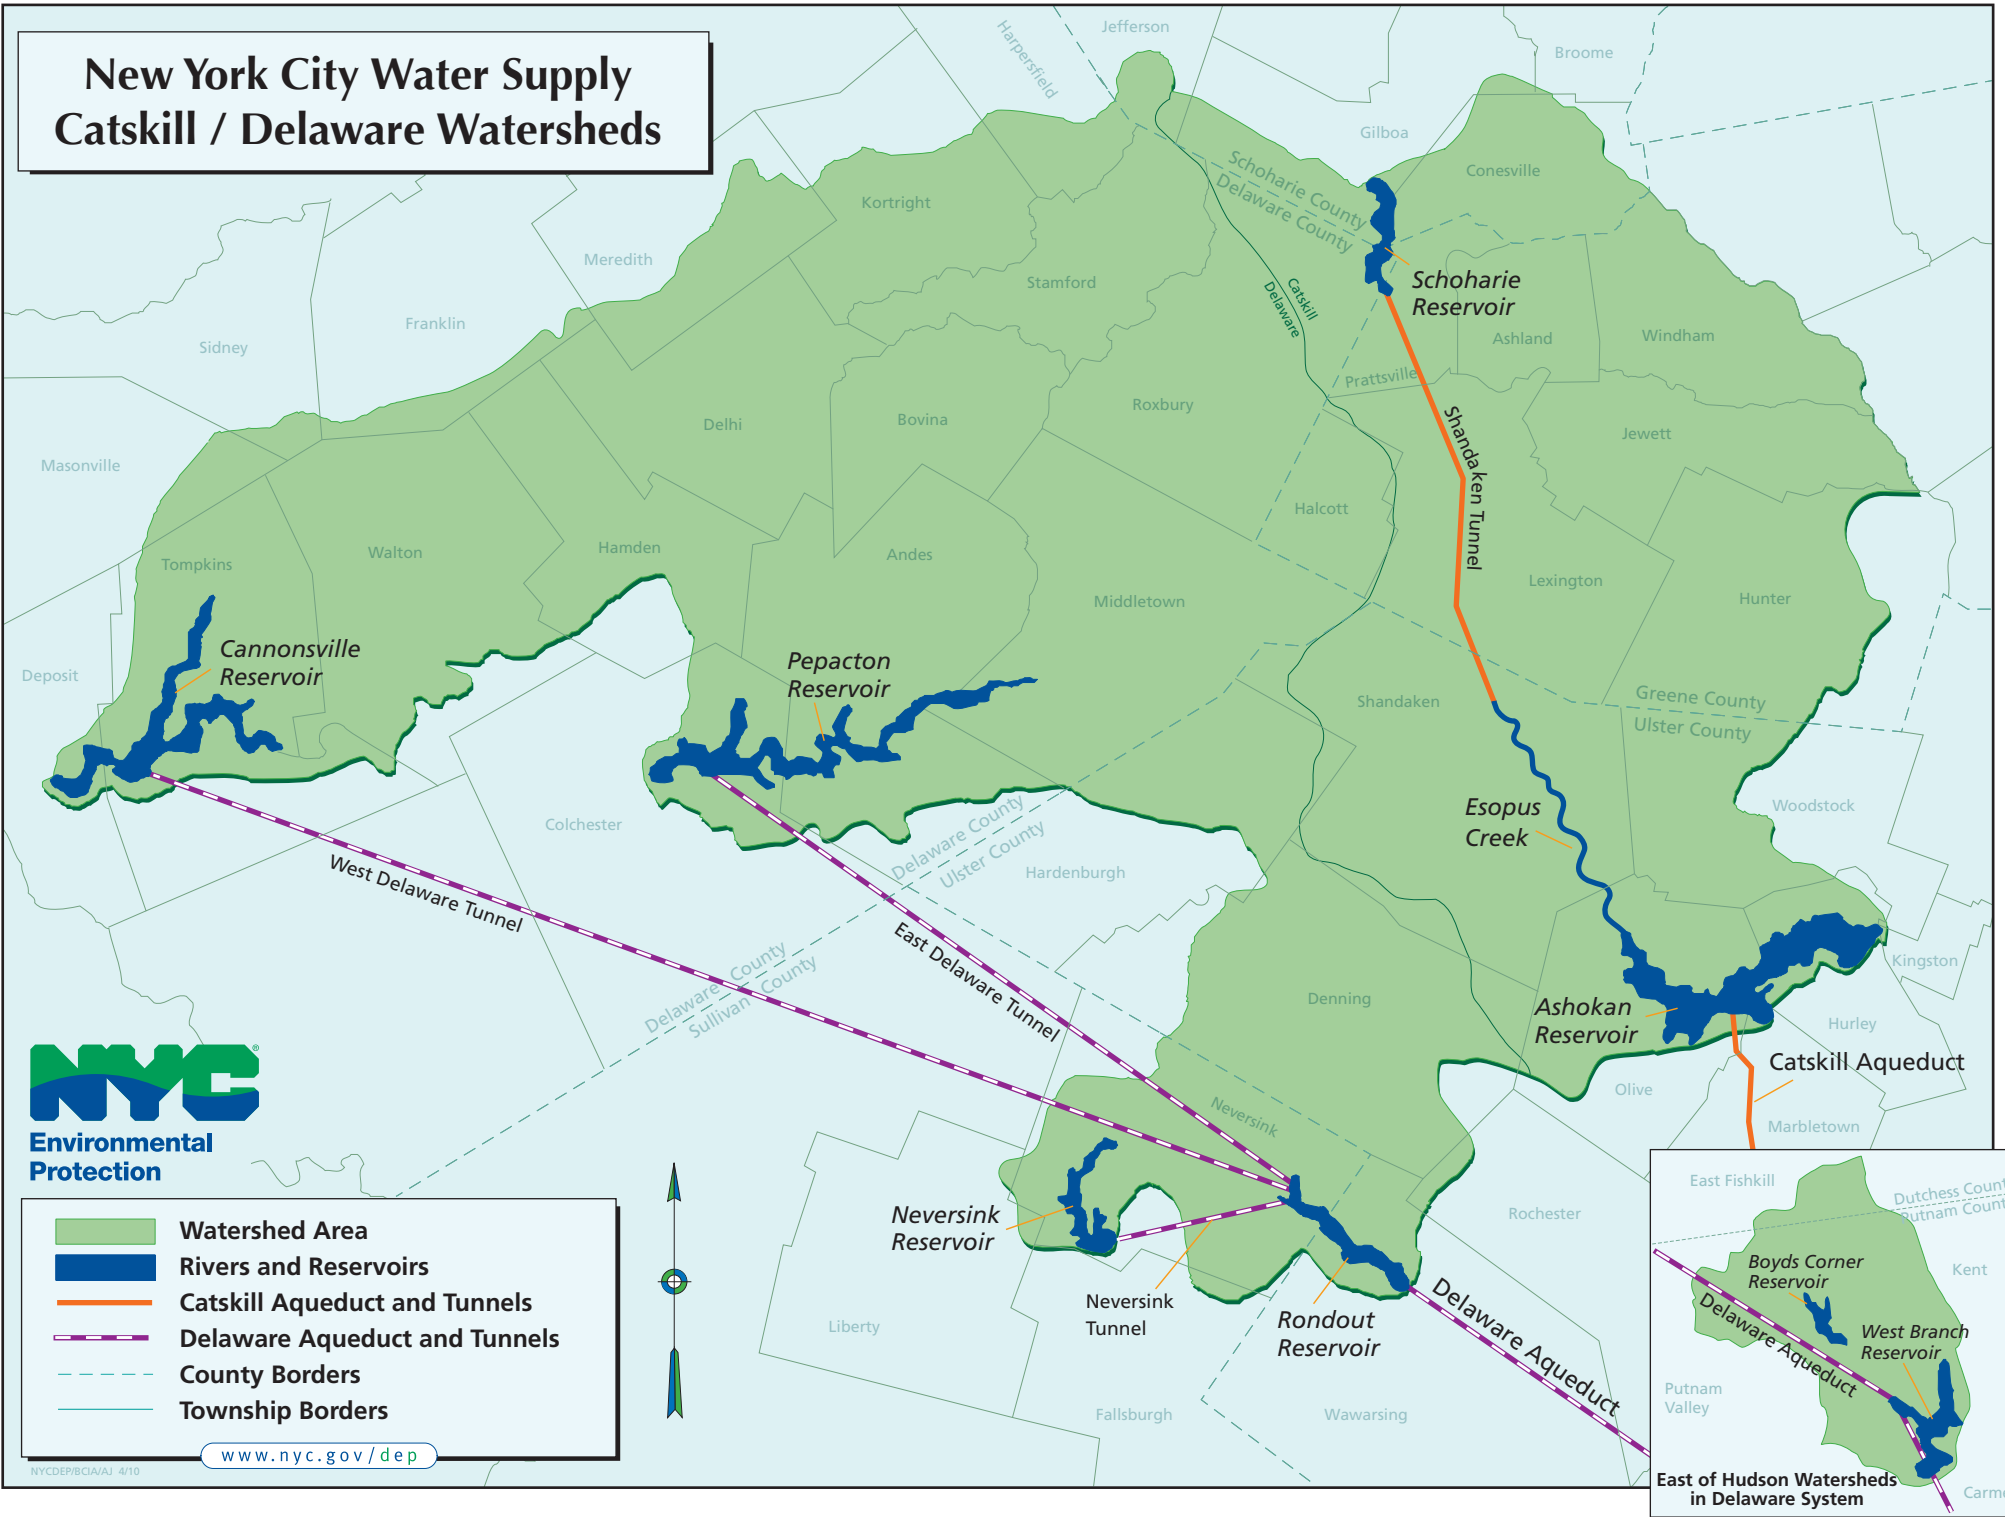 New York City Water Supply
Catskill / Delaware Watersheds
Jefferson
Harpersfield
Broome
Gilboa
Conesville
Schoharie County
Delaware County
Kortright
Meredith
Stamford
Schoharie
Reservoir
Catskill
Delaware
Franklin
Sidney
Ashland
Windham
Prattsville
Roxbury
Bovina
Delhi
Jewett
Masonville
Shandaken Tunnel
Halcott
Hamden
Walton
Andes
Tompkins
Lexington
Hunter
Middletown
Cannonsville
Reservoir
Pepacton
Reservoir
Deposit
Shandaken
Greene County
Ulster County
Esopus
Creek
Woodstock
Colchester
Delaware County
Ulster County
Hardenburgh
West Delaware Tunnel
East Delaware Tunnel
Delaware County
Sullivan County
Kingston
Denning
Ashokan
Reservoir
Hurley
Catskill Aqueduct
Olive
Marbletown
Neversink
NYC®
Environmental
Protection
Neversink
Reservoir
Rochester
Neversink
Tunnel
Rondout
Reservoir
Delaware Aqueduct
Liberty
Fallsburgh
Wawarsing
Watershed Area
Rivers and Reservoirs
Catskill Aqueduct and Tunnels
Delaware Aqueduct and Tunnels
County Borders
Township Borders
www.nyc.gov/dep
NYCDEP/BCIA/AJ 4/10
East Fishkill
Dutchess Coun
Putnam Count
Boyds Corner
Reservoir
Kent
Delaware Aqueduct
West Branch
Reservoir
Putnam
Valley
East of Hudson Watersheds
in Delaware System
Carm